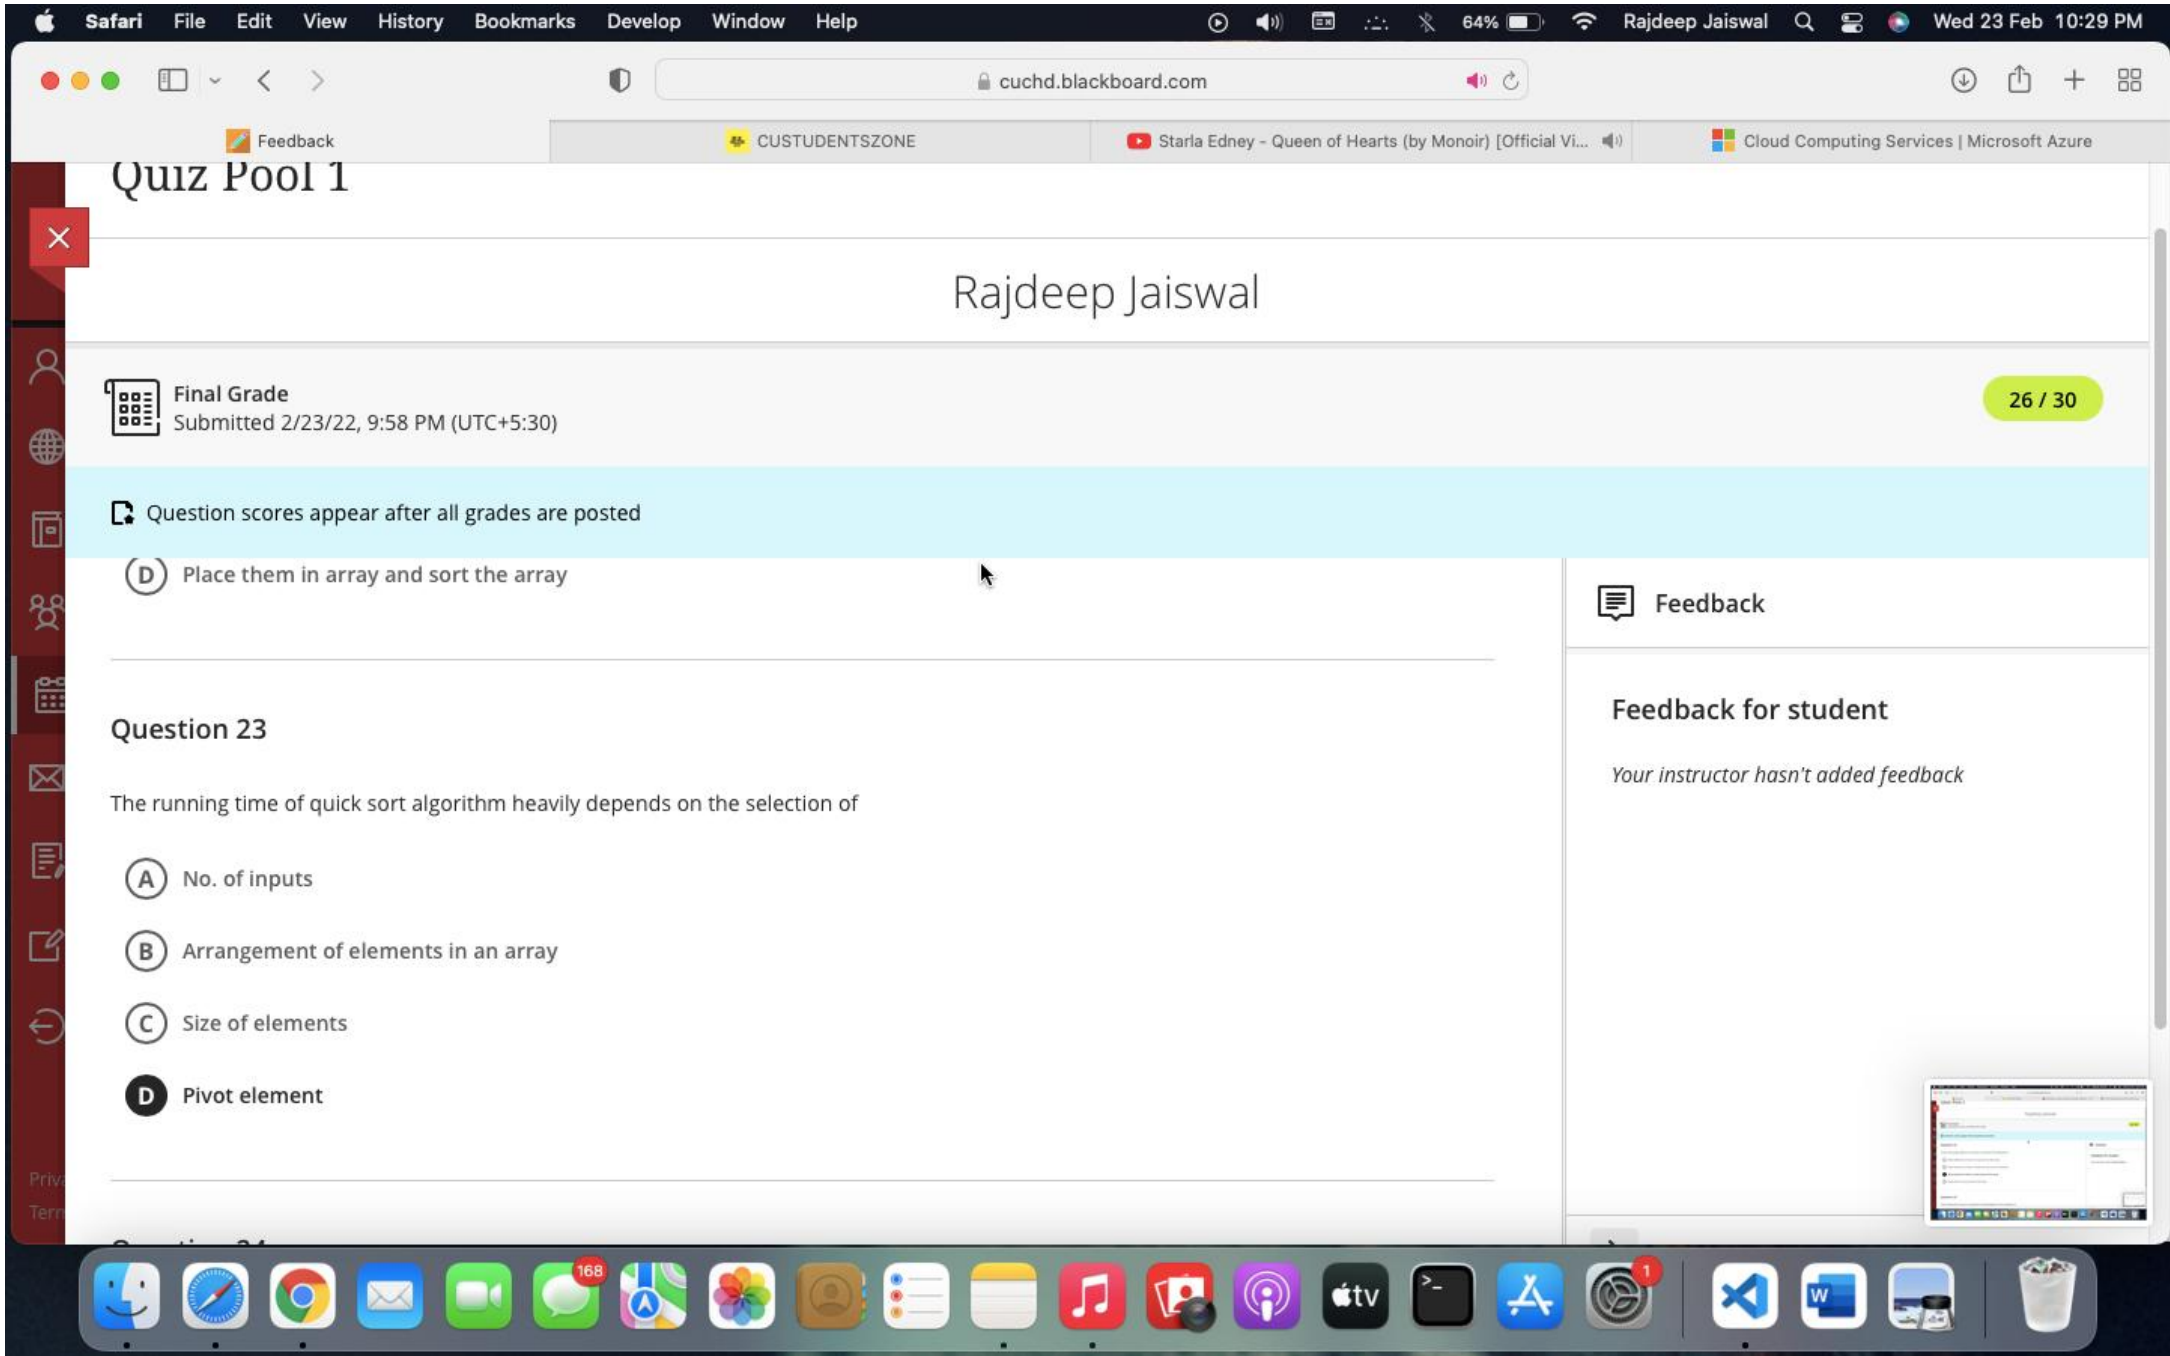 Safari File Edit View History Bookmarks Develop Window Help 64% Rajdeep Jaiswal Wed 23 Feb 10:29 PM
cuchd.blackboard.com
Feedback CUSTUDENTSZONE Starla Edney - Queen of Hearts (by Monoir) [Official Vi... Cloud Computing Services | Microsoft Azure
Quiz Pool 1
Rajdeep Jaiswal
Final Grade
Submitted 2/23/22, 9:58 PM (UTC+5:30)
26 / 30
Question scores appear after all grades are posted
D Place them in array and sort the array
Feedback
Question 23
Feedback for student
Your instructor hasn't added feedback
The running time of quick sort algorithm heavily depends on the selection of
A No. of inputs
B Arrangement of elements in an array
C Size of elements
D Pivot element
Priva
Term
168
tv
>_
1
W